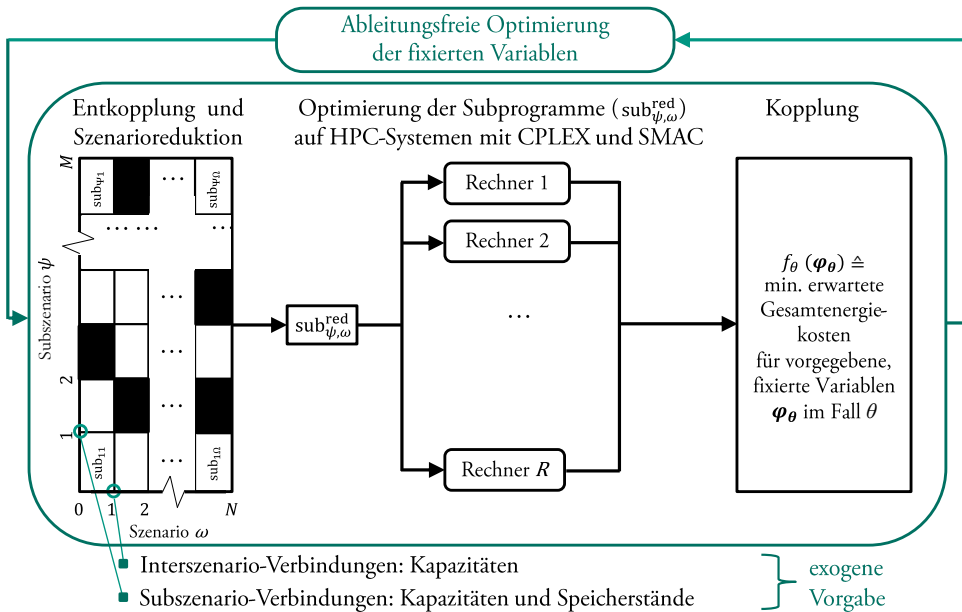 Ableitungsfreie Optimierung
der fixierten Variablen
Entkopplung und
Szenarioreduktion
Optimierung der Subprogramme (sub^red_ψ,ω)
auf HPC-Systemen mit CPLEX und SMAC
Kopplung
M
sub_Ψ1
...
sub_ΨΩ
... ...
...
Subszenario ψ
...
2
...
...
1
sub_11
sub_1Ω
0
1
2
N
Szenario ω
sub^red_ψ,ω
Rechner 1
Rechner 2
...
Rechner R
f_θ (φ_θ) ≙
min. erwartete
Gesamtenergie-
kosten
für vorgegebene,
fixierte Variablen
φ_θ im Fall θ
Interszenario-Verbindungen: Kapazitäten
Subszenario-Verbindungen: Kapazitäten und Speicherstände
exogene
Vorgabe